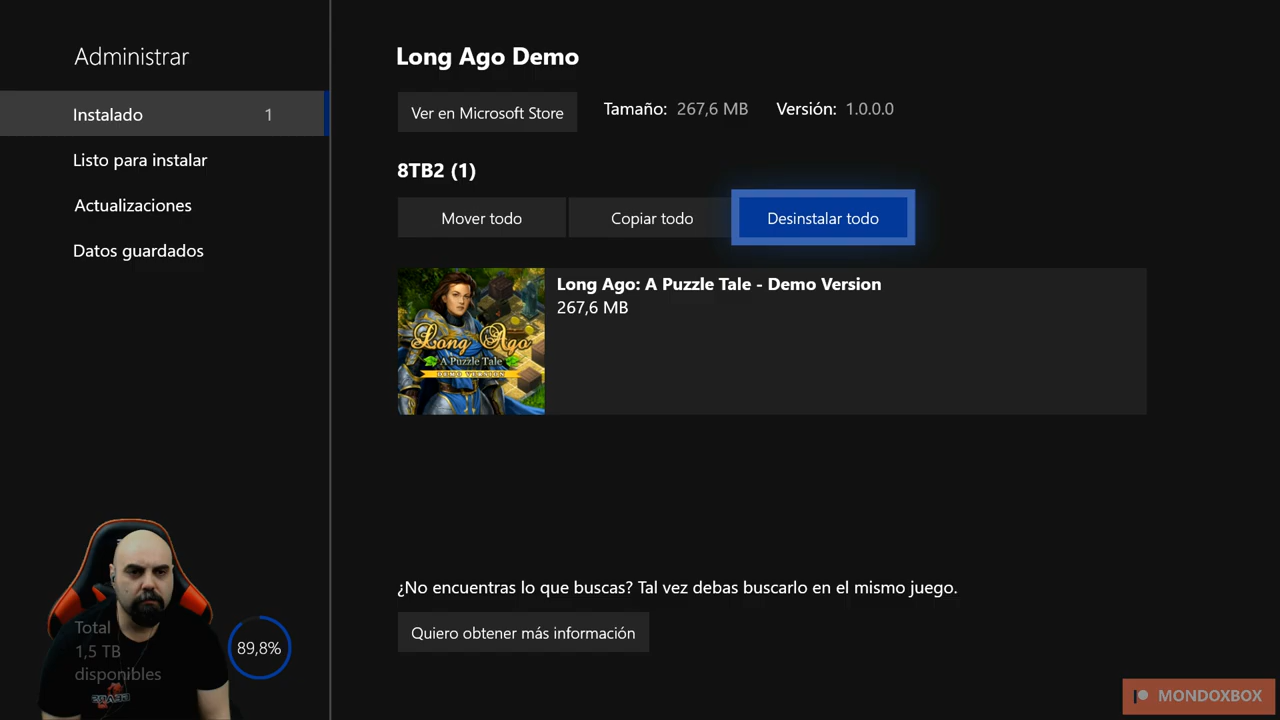 Administrar
Instalado 1
Listo para instalar
Actualizaciones
Datos guardados
Long Ago Demo
Ver en Microsoft Store
Tamaño: 267,6 MB
Versión: 1.0.0.0
8TB2 (1)
Mover todo
Copiar todo
Desinstalar todo
Long Ago
A Puzzle Tale
DEMO VERSION
Long Ago: A Puzzle Tale - Demo Version
267,6 MB
¿No encuentras lo que buscas? Tal vez debas buscarlo en el mismo juego.
Quiero obtener más información
Total
1,5 TB
disponibles
89,8%
GEARS
MONDOXBOX